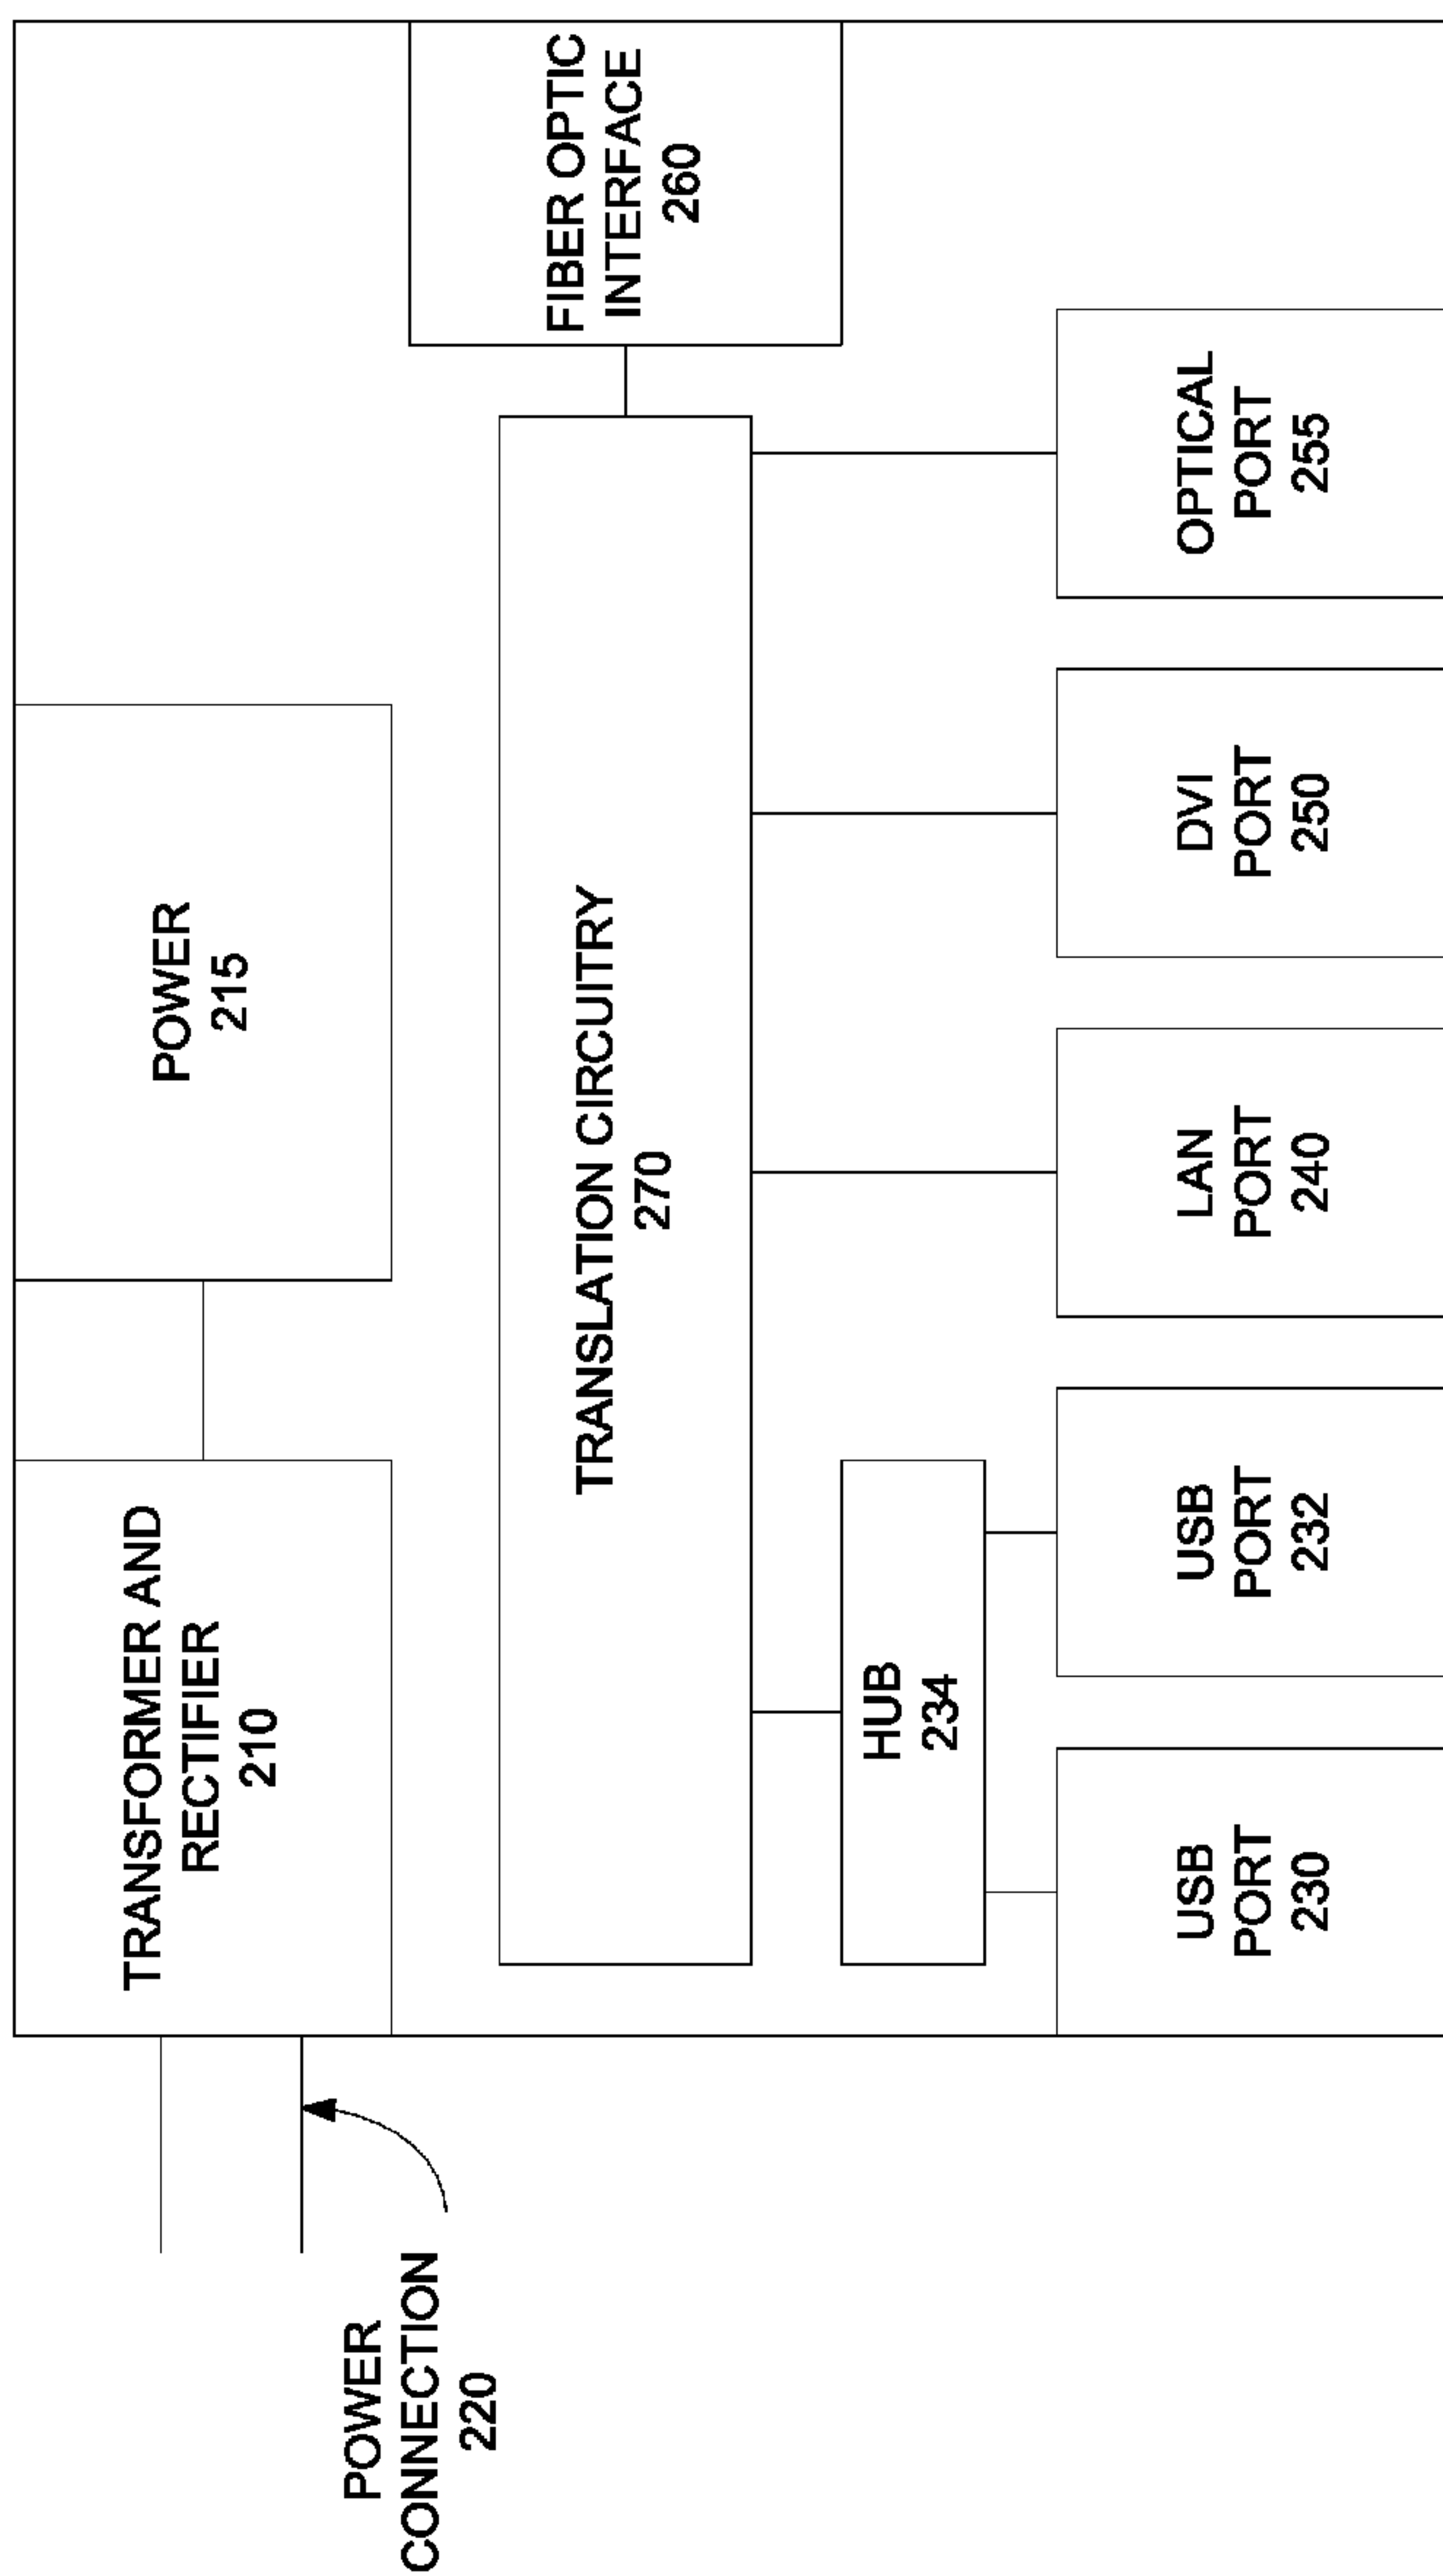 TRANSFORMER AND
RECTIFIER
210
POWER
215
POWER
CONNECTION
220
TRANSLATION CIRCUITRY
270
FIBER OPTIC
INTERFACE
260
HUB
234
USB
PORT
230
USB
PORT
232
LAN
PORT
240
DVI
PORT
250
OPTICAL
PORT
255